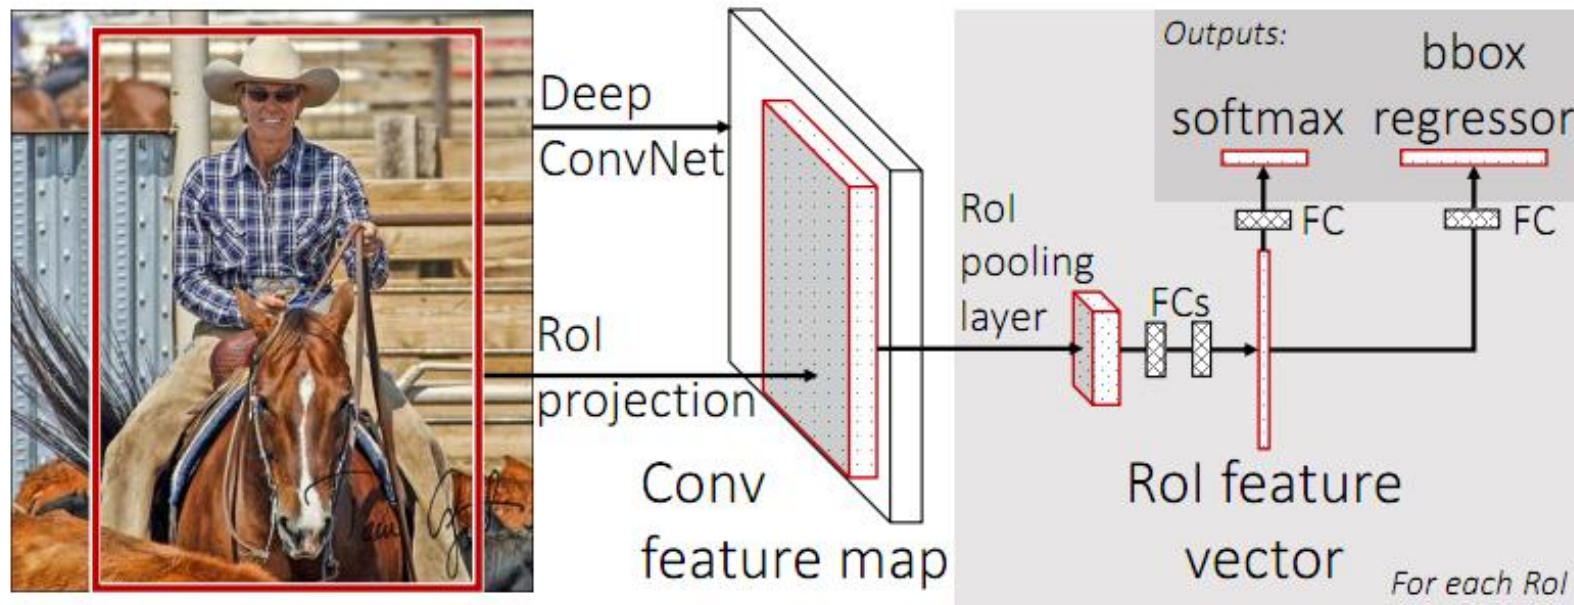 Deep
ConvNet
RoI
projection
Conv
feature map
RoI
pooling
layer
FCs
Outputs:
softmax
bbox
regressor
FC
FC
RoI feature
vector
For each RoI